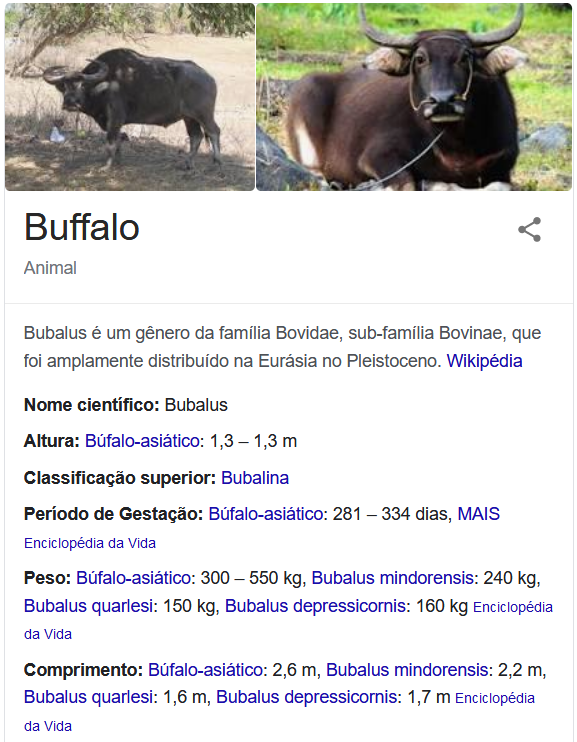 Buffalo
Animal
Bubalus é um gênero da família Bovidae, sub-família Bovinae, que
foi amplamente distribuído na Eurásia no Pleistoceno. Wikipédia
Nome científico: Bubalus
Altura: Búfalo-asiático: 1,3 – 1,3 m
Classificação superior: Bubalina
Período de Gestação: Búfalo-asiático: 281 – 334 dias, MAIS
Enciclopédia da Vida
Peso: Búfalo-asiático: 300 – 550 kg, Bubalus mindorensis: 240 kg,
Bubalus quarlesi: 150 kg, Bubalus depressicornis: 160 kg Enciclopédia
da Vida
Comprimento: Búfalo-asiático: 2,6 m, Bubalus mindorensis: 2,2 m,
Bubalus quarlesi: 1,6 m, Bubalus depressicornis: 1,7 m Enciclopédia
da Vida